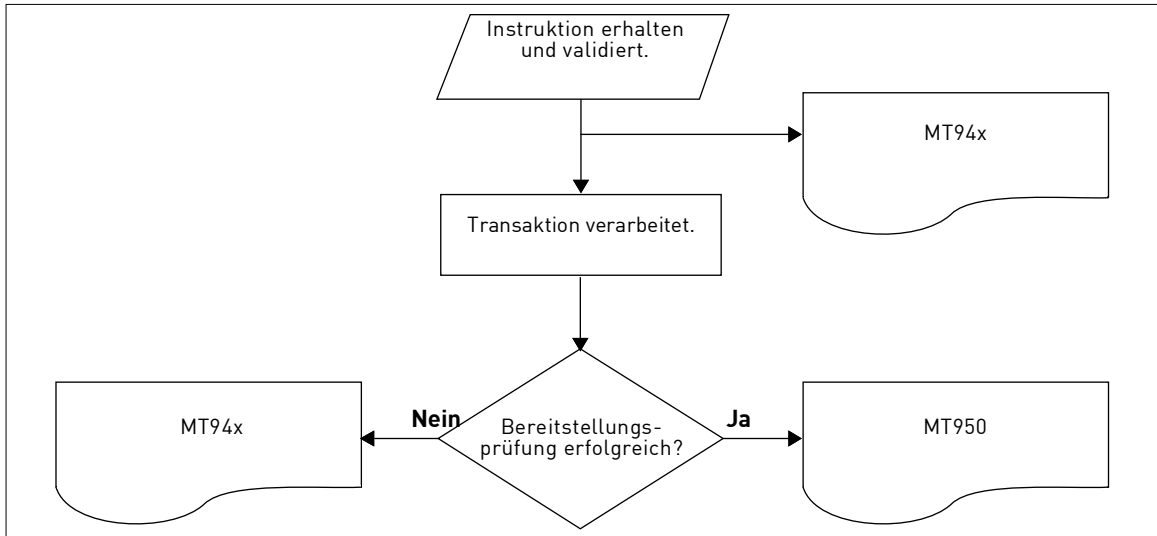 Instruktion erhalten
und validiert.
MT94x
Transaktion verarbeitet.
Nein
Ja
MT94x
Bereitstellungs-
prüfung erfolgreich?
MT950